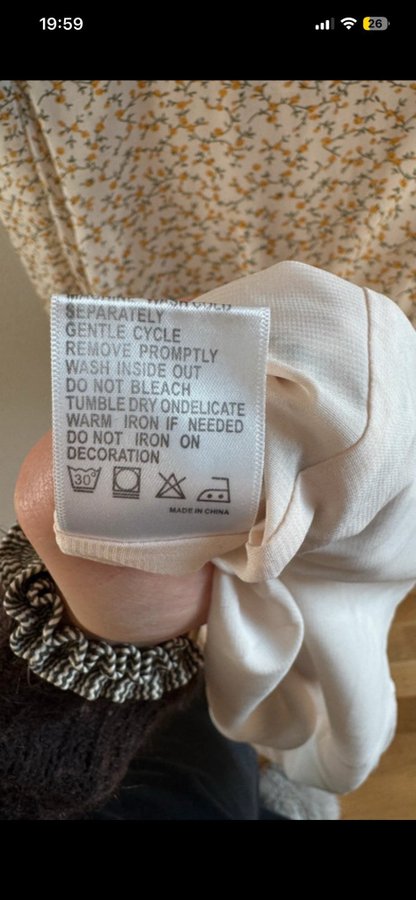 19:59
26
SEPARATELY
GENTLE CYCLE
REMOVE PROMPTLY
WASH INSIDE OUT
DO NOT BLEACH
TUMBLE DRY ONDELICATE
WARM IRON IF NEEDED
DO NOT IRON ON
DECORATION
30°
MADE IN CHINA